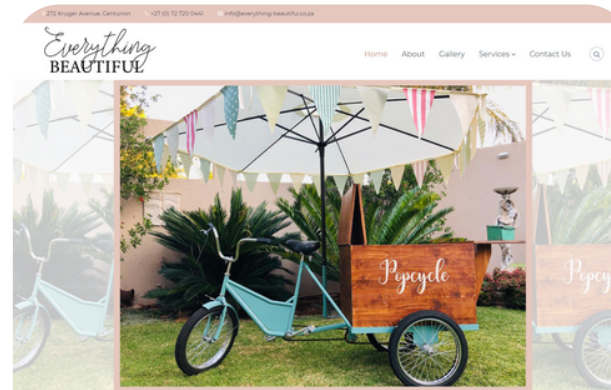 272 Kruger Avenue, Centurion +27 (0) 72 720 0441 info@everything-beautiful.co.za
Everything
BEAUTIFUL
Home About Gallery Services Contact Us
Popcycle
Popcy